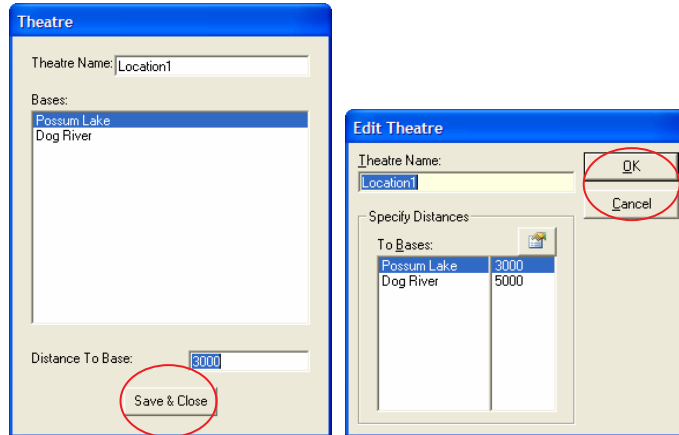 Theatre
Theatre Name: Location1
Bases:
Possum Lake
Dog River
Distance To Base: 3000
Save & Close
Edit Theatre
Theatre Name:
Location1
OK
Cancel
Specify Distances
To Bases:
Possum Lake 3000
Dog River 5000